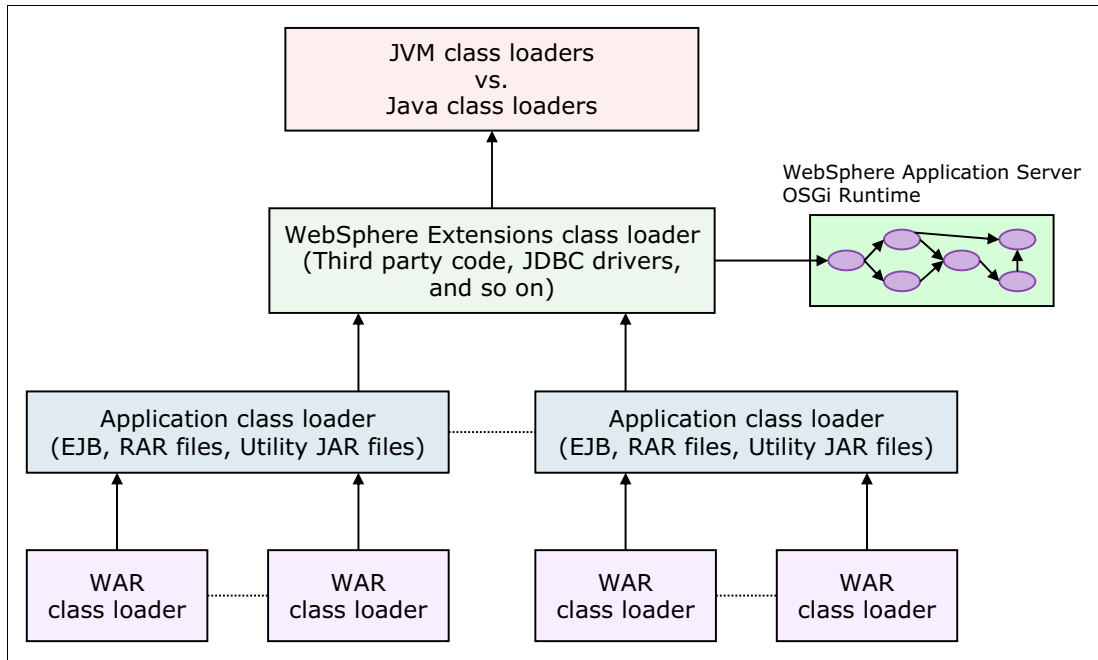 JVM class loaders
vs.
Java class loaders
WebSphere Application Server
OSGi Runtime
WebSphere Extensions class loader
(Third party code, JDBC drivers,
and so on)
Application class loader
(EJB, RAR files, Utility JAR files)
Application class loader
(EJB, RAR files, Utility JAR files)
WAR
class loader
WAR
class loader
WAR
class loader
WAR
class loader